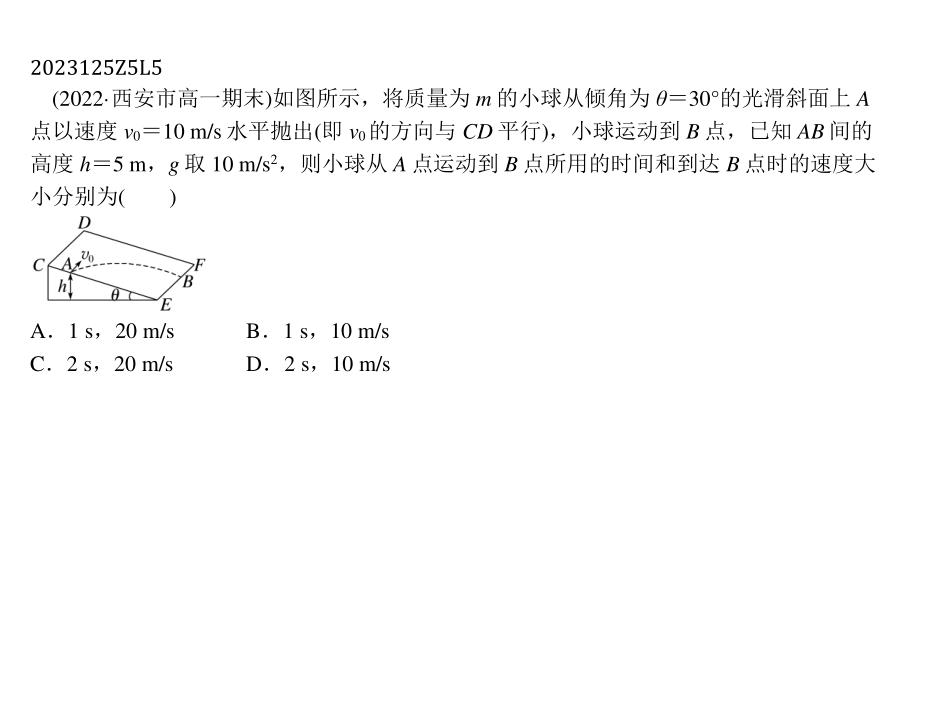 2023125Z5L5
(2022·西安市高一期末)如图所示，将质量为 m 的小球从倾角为 θ＝30°的光滑斜面上 A
点以速度 v₀＝10 m/s 水平抛出(即 v₀的方向与 CD 平行)，小球运动到 B 点，已知 AB 间的
高度 h＝5 m，g 取 10 m/s²，则小球从 A 点运动到 B 点所用的时间和到达 B 点时的速度大
小分别为(　　)
D
C A v₀ F
h B
θ E
A．1 s，20 m/s B．1 s，10 m/s
C．2 s，20 m/s D．2 s，10 m/s